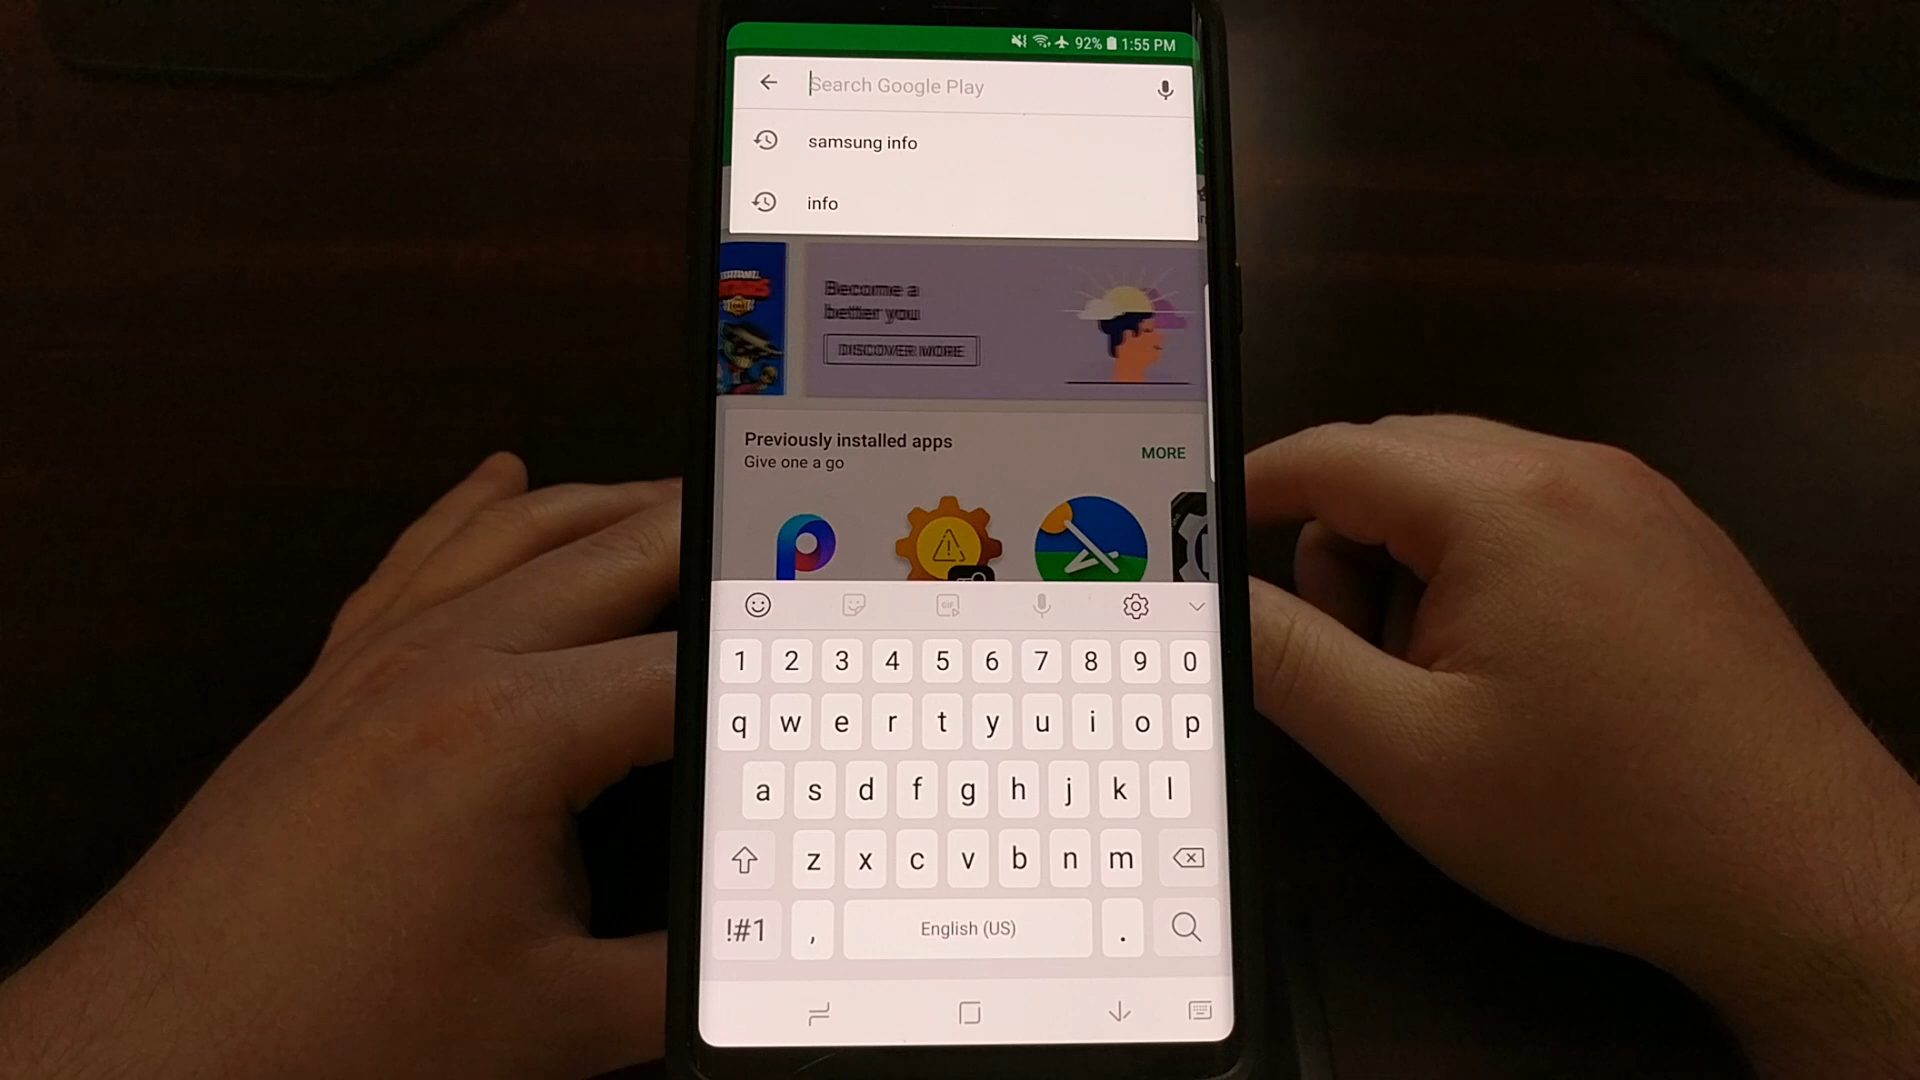 92% 1:55 PM
Search Google Play
samsung info
info
Become a
better you
DISCOVER MORE
Previously installed apps
MORE
Give one a go
GIF
1 2 3 4 5 6 7 8 9 0
q w e r t y u i o p
a s d f g h j k l
z x c v b n m
!#1 , English (US) .